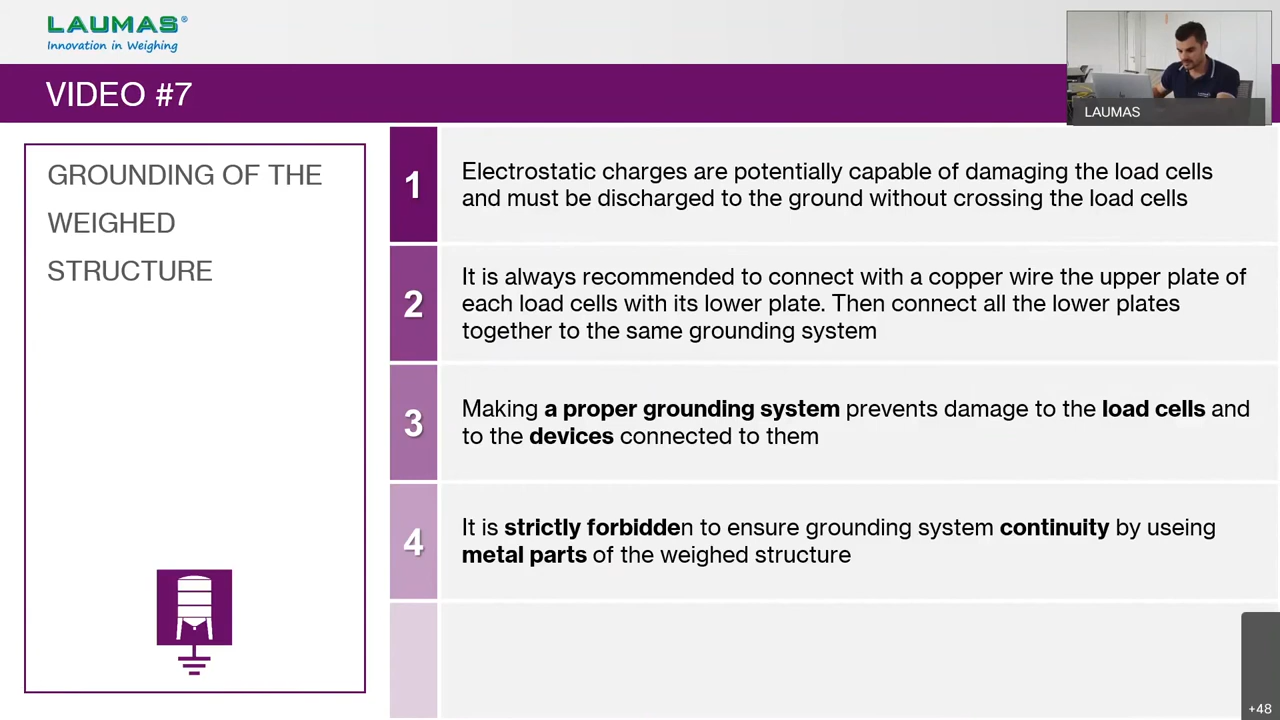 LAUMAS®
Innovation in Weighing
VIDEO #7
LAUMAS
GROUNDING OF THE
WEIGHED
STRUCTURE
1
Electrostatic charges are potentially capable of damaging the load cells
and must be discharged to the ground without crossing the load cells
2
It is always recommended to connect with a copper wire the upper plate of
each load cells with its lower plate. Then connect all the lower plates
together to the same grounding system
3
Making a proper grounding system prevents damage to the load cells and
to the devices connected to them
4
It is strictly forbidden to ensure grounding system continuity by useing
metal parts of the weighed structure
+48